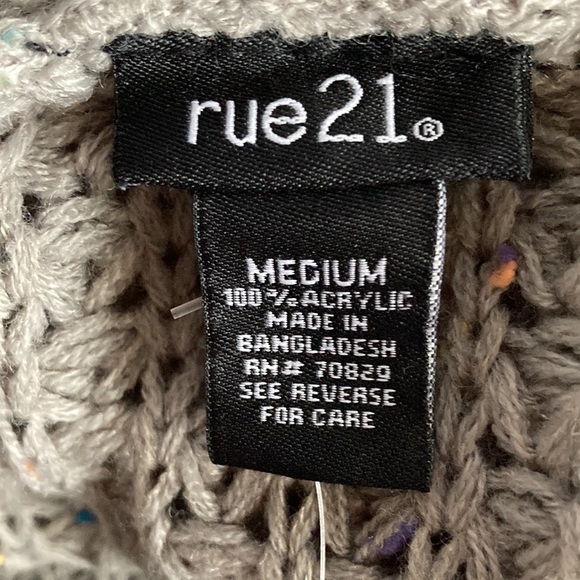 rue21®
MEDIUM
100% ACRYLIC
MADE IN
BANGLADESH
RN# 70829
SEE REVERSE
FOR CARE